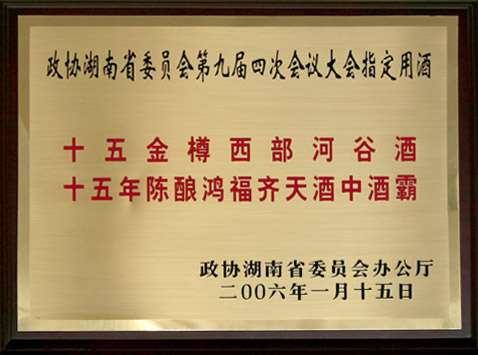 政协湖南省委员会第九届四次会议大会指定用酒
十五金樽西部河谷酒
十五年陈酿鸿福齐天酒中酒霸
政协湖南省委员会办公厅
二00六年一月十五日